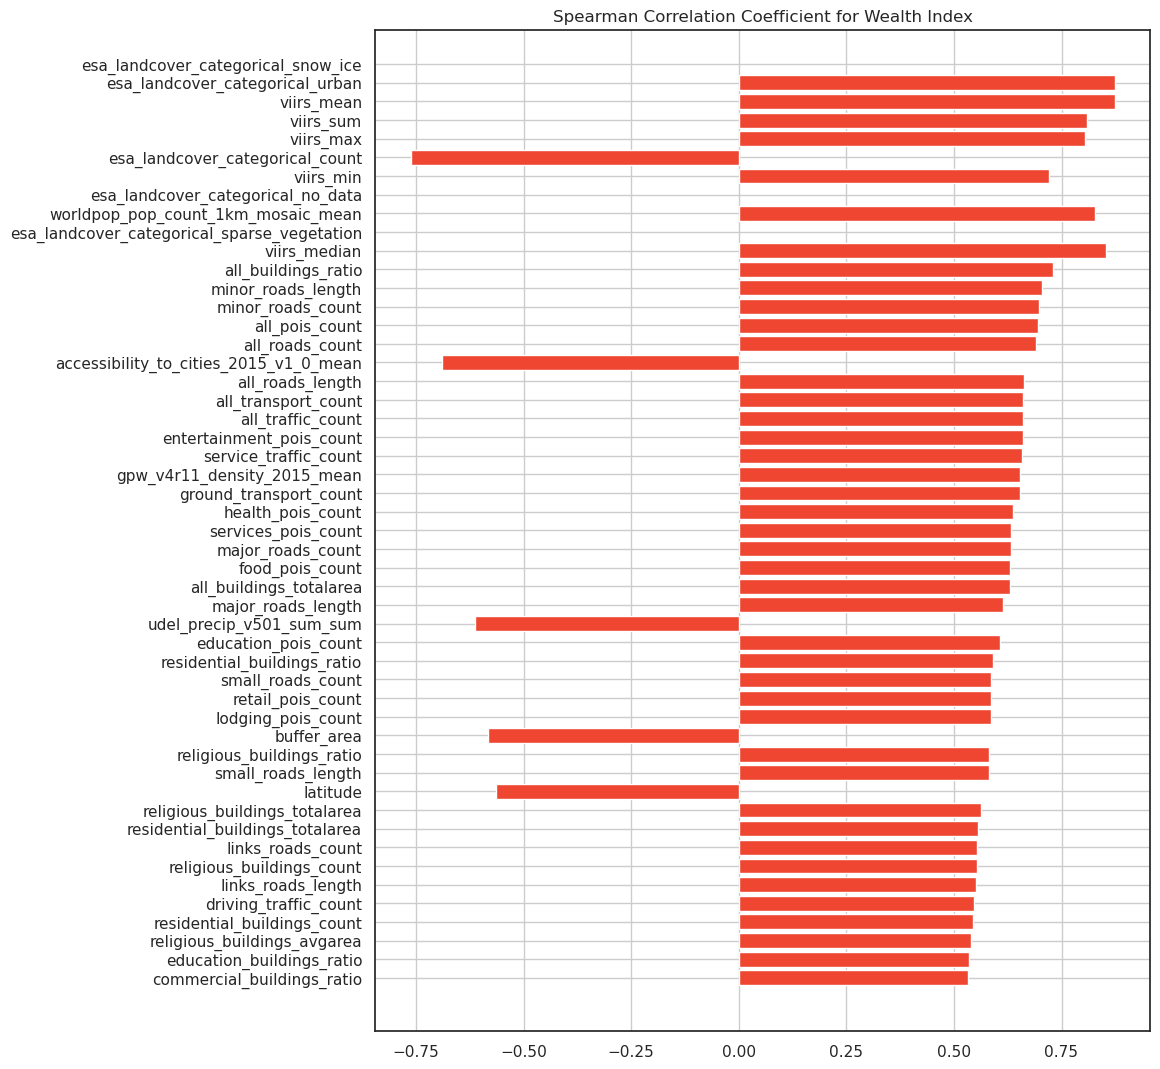 Spearman Correlation Coefficient for Wealth Index
esa_landcover_categorical_snow_ice
esa_landcover_categorical_urban
viirs_mean
viirs_sum
viirs_max
esa_landcover_categorical_count
viirs_min
esa_landcover_categorical_no_data
worldpop_pop_count_1km_mosaic_mean
esa_landcover_categorical_sparse_vegetation
viirs_median
all_buildings_ratio
minor_roads_length
minor_roads_count
all_pois_count
all_roads_count
accessibility_to_cities_2015_v1_0_mean
all_roads_length
all_transport_count
all_traffic_count
entertainment_pois_count
service_traffic_count
gpw_v4r11_density_2015_mean
ground_transport_count
health_pois_count
services_pois_count
major_roads_count
food_pois_count
all_buildings_totalarea
major_roads_length
udel_precip_v501_sum_sum
education_pois_count
residential_buildings_ratio
small_roads_count
retail_pois_count
lodging_pois_count
buffer_area
religious_buildings_ratio
small_roads_length
latitude
religious_buildings_totalarea
residential_buildings_totalarea
links_roads_count
religious_buildings_count
links_roads_length
driving_traffic_count
residential_buildings_count
religious_buildings_avgarea
education_buildings_ratio
commercial_buildings_ratio
−0.75 −0.50 −0.25 0.00 0.25 0.50 0.75